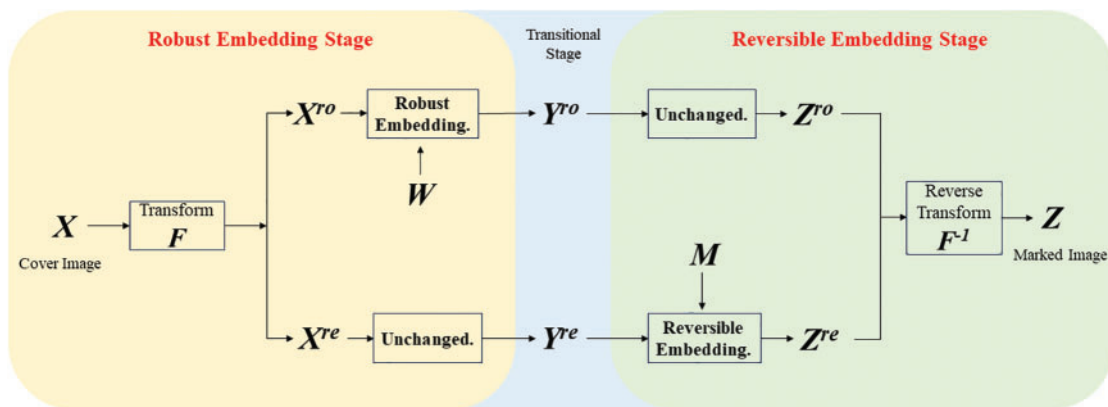 Robust Embedding Stage
Transitional
Stage
Reversible Embedding Stage
X^ro
Robust
Embedding.
Y^ro
Unchanged.
Z^ro
W
X
Cover Image
Transform
F
Reverse
Transform
F^-1
Z
Marked Image
M
X^re
Unchanged.
Y^re
Reversible
Embedding.
Z^re